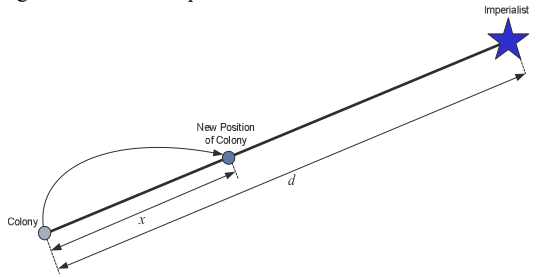 Imperialist
New Position
of Colony
d
Colony
x